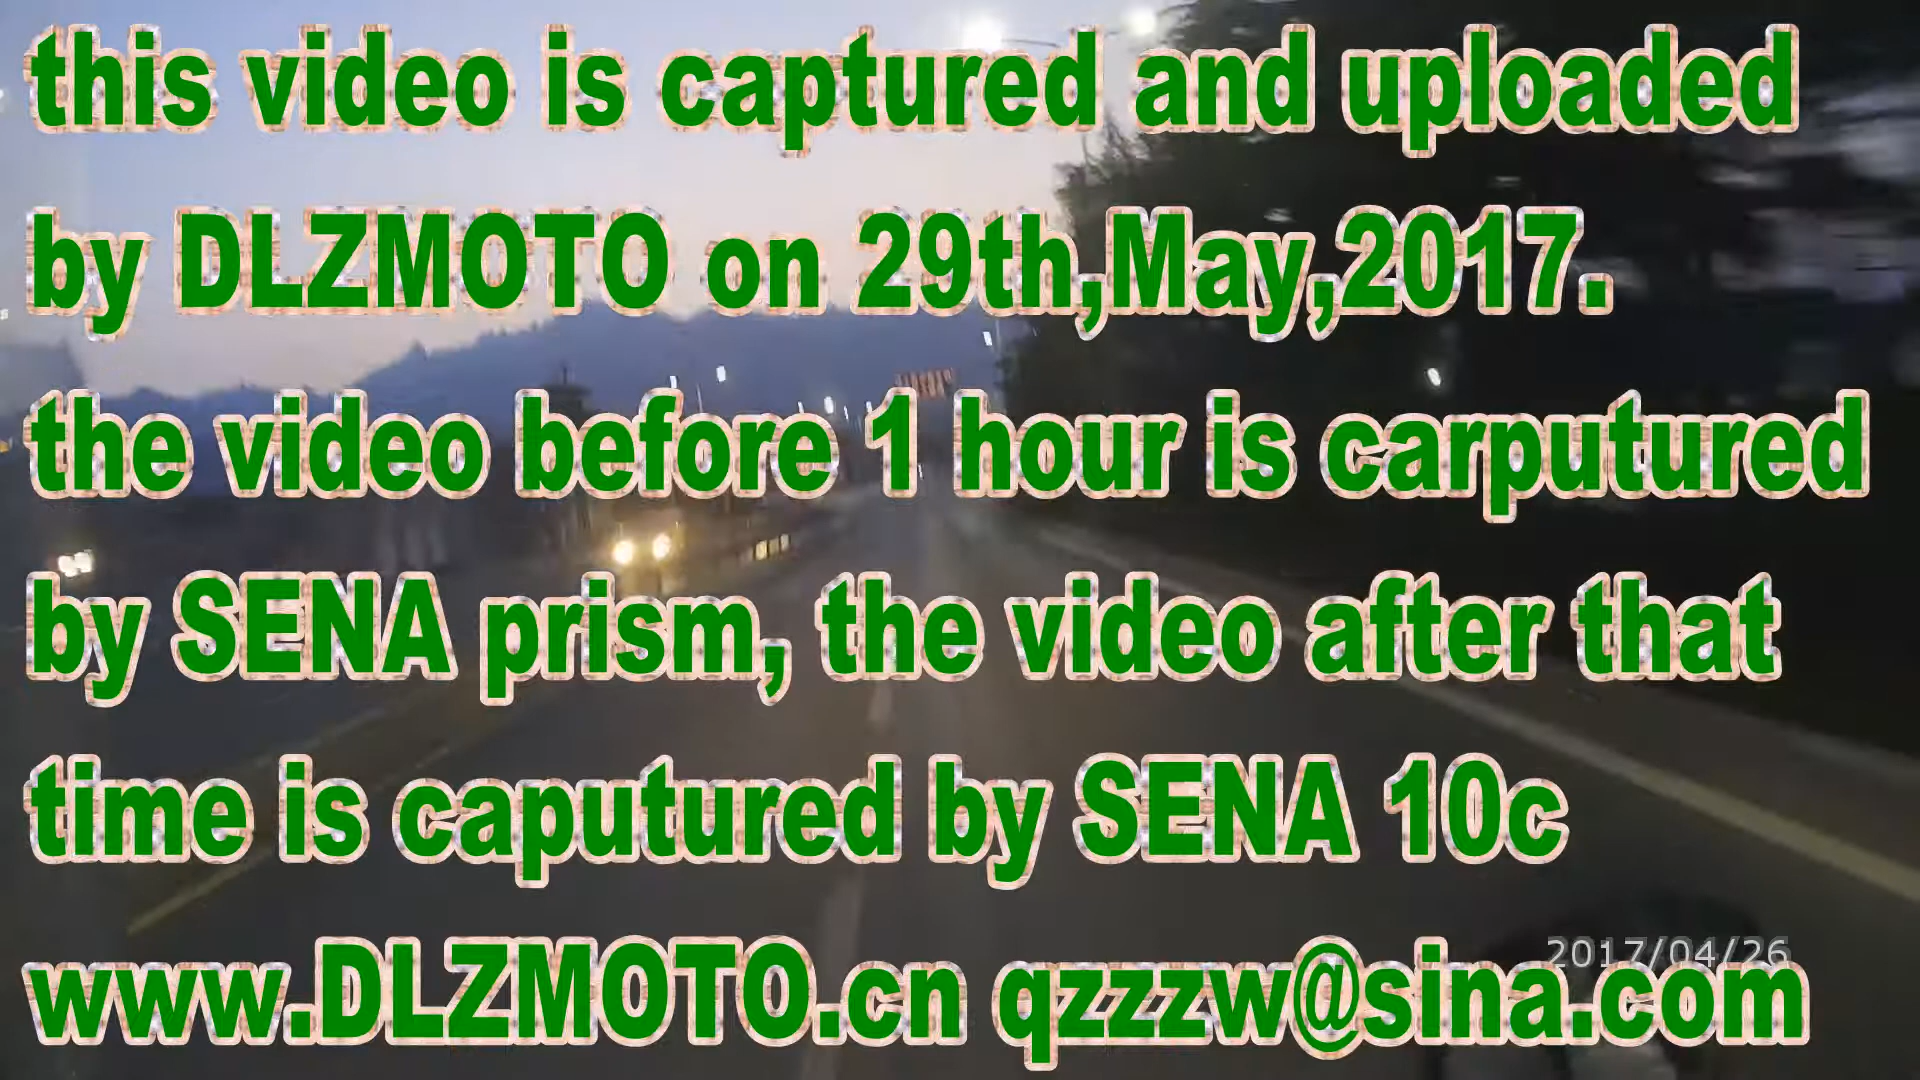 this video is captured and uploaded
by DLZMOTO on 29th,May,2017.
the video before 1 hour is carputured
by SENA prism, the video after that
time is caputured by SENA 10c
2017/04/26
www.DLZMOTO.cn qzzzw@sina.com